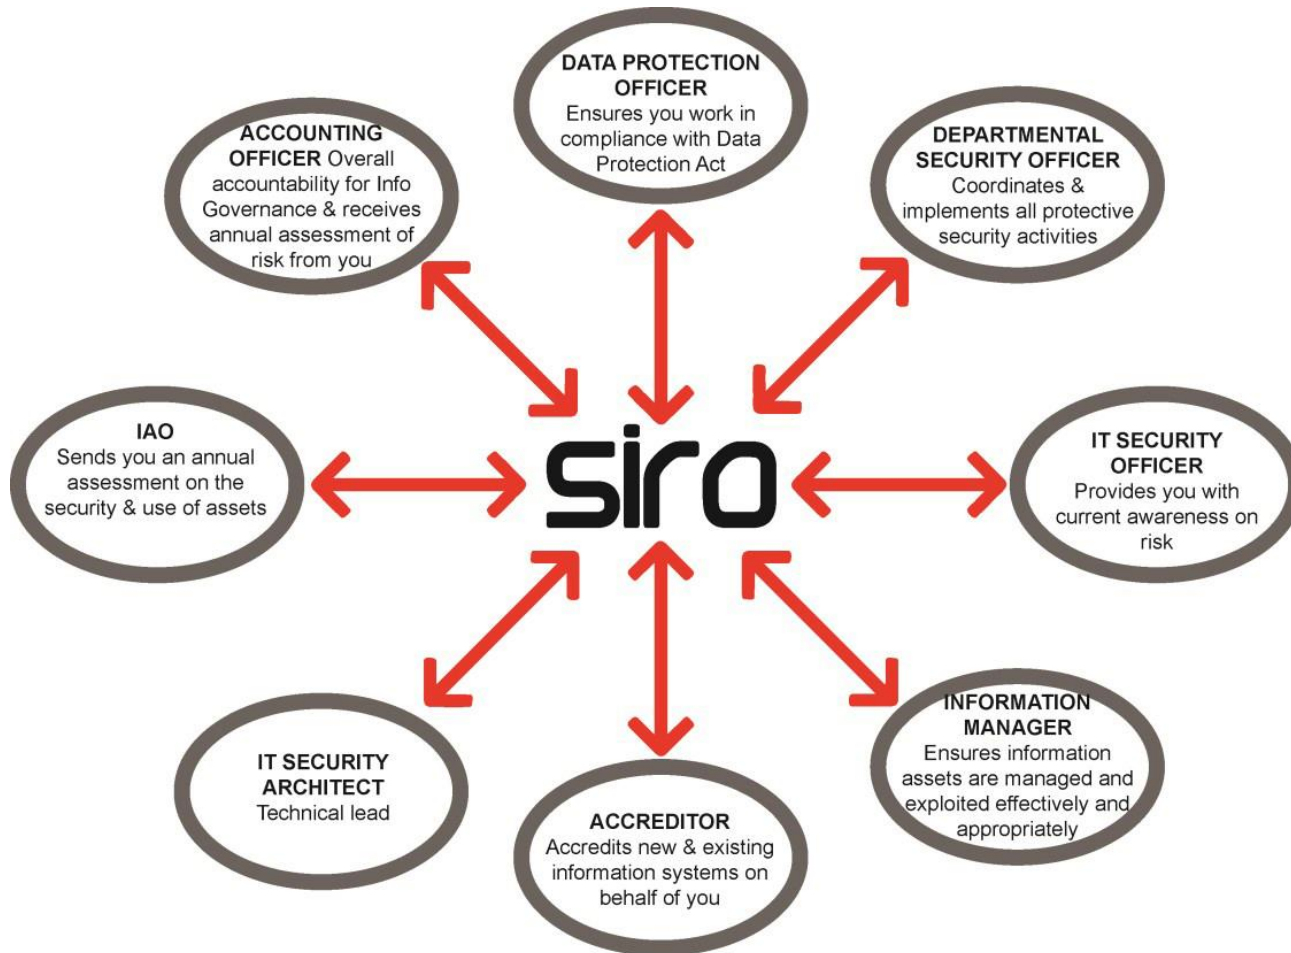 DATA PROTECTION
OFFICER
Ensures you work in
compliance with Data
Protection Act
ACCOUNTING
OFFICER Overall
accountability for Info
Governance & receives
annual assessment of
risk from you
DEPARTMENTAL
SECURITY OFFICER
Coordinates &
implements all protective
security activities
IAO
Sends you an annual
assessment on the
security & use of assets
siro
IT SECURITY
OFFICER
Provides you with
current awareness on
risk
IT SECURITY
ARCHITECT
Technical lead
ACCREDITOR
Accredits new & existing
information systems on
behalf of you
INFORMATION
MANAGER
Ensures information
assets are managed and
exploited effectively and
appropriately